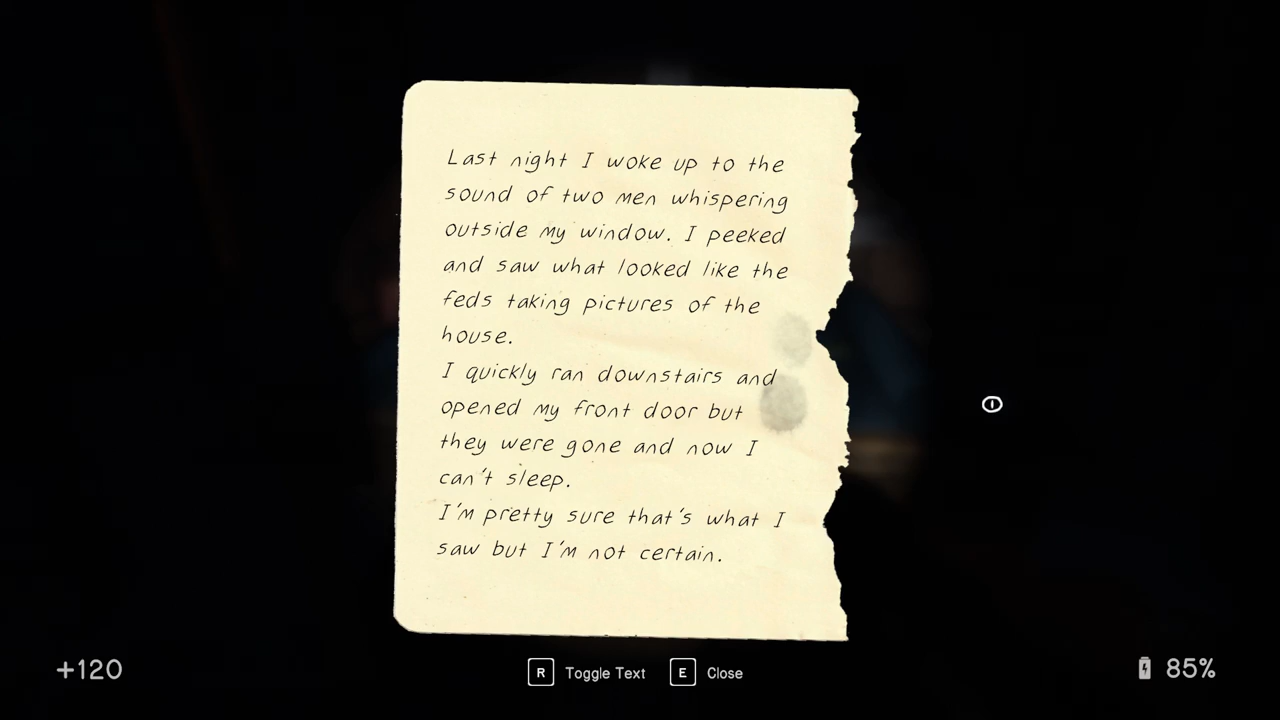 Last night I woke up to the
sound of two men whispering
outside my window. I peeked
and saw what looked like the
feds taking pictures of the
house.
I quickly ran downstairs and
opened my front door but
they were gone and now I
can't sleep.
I'm pretty sure that's what I
saw but I'm not certain.
+120
R Toggle Text E Close
85%